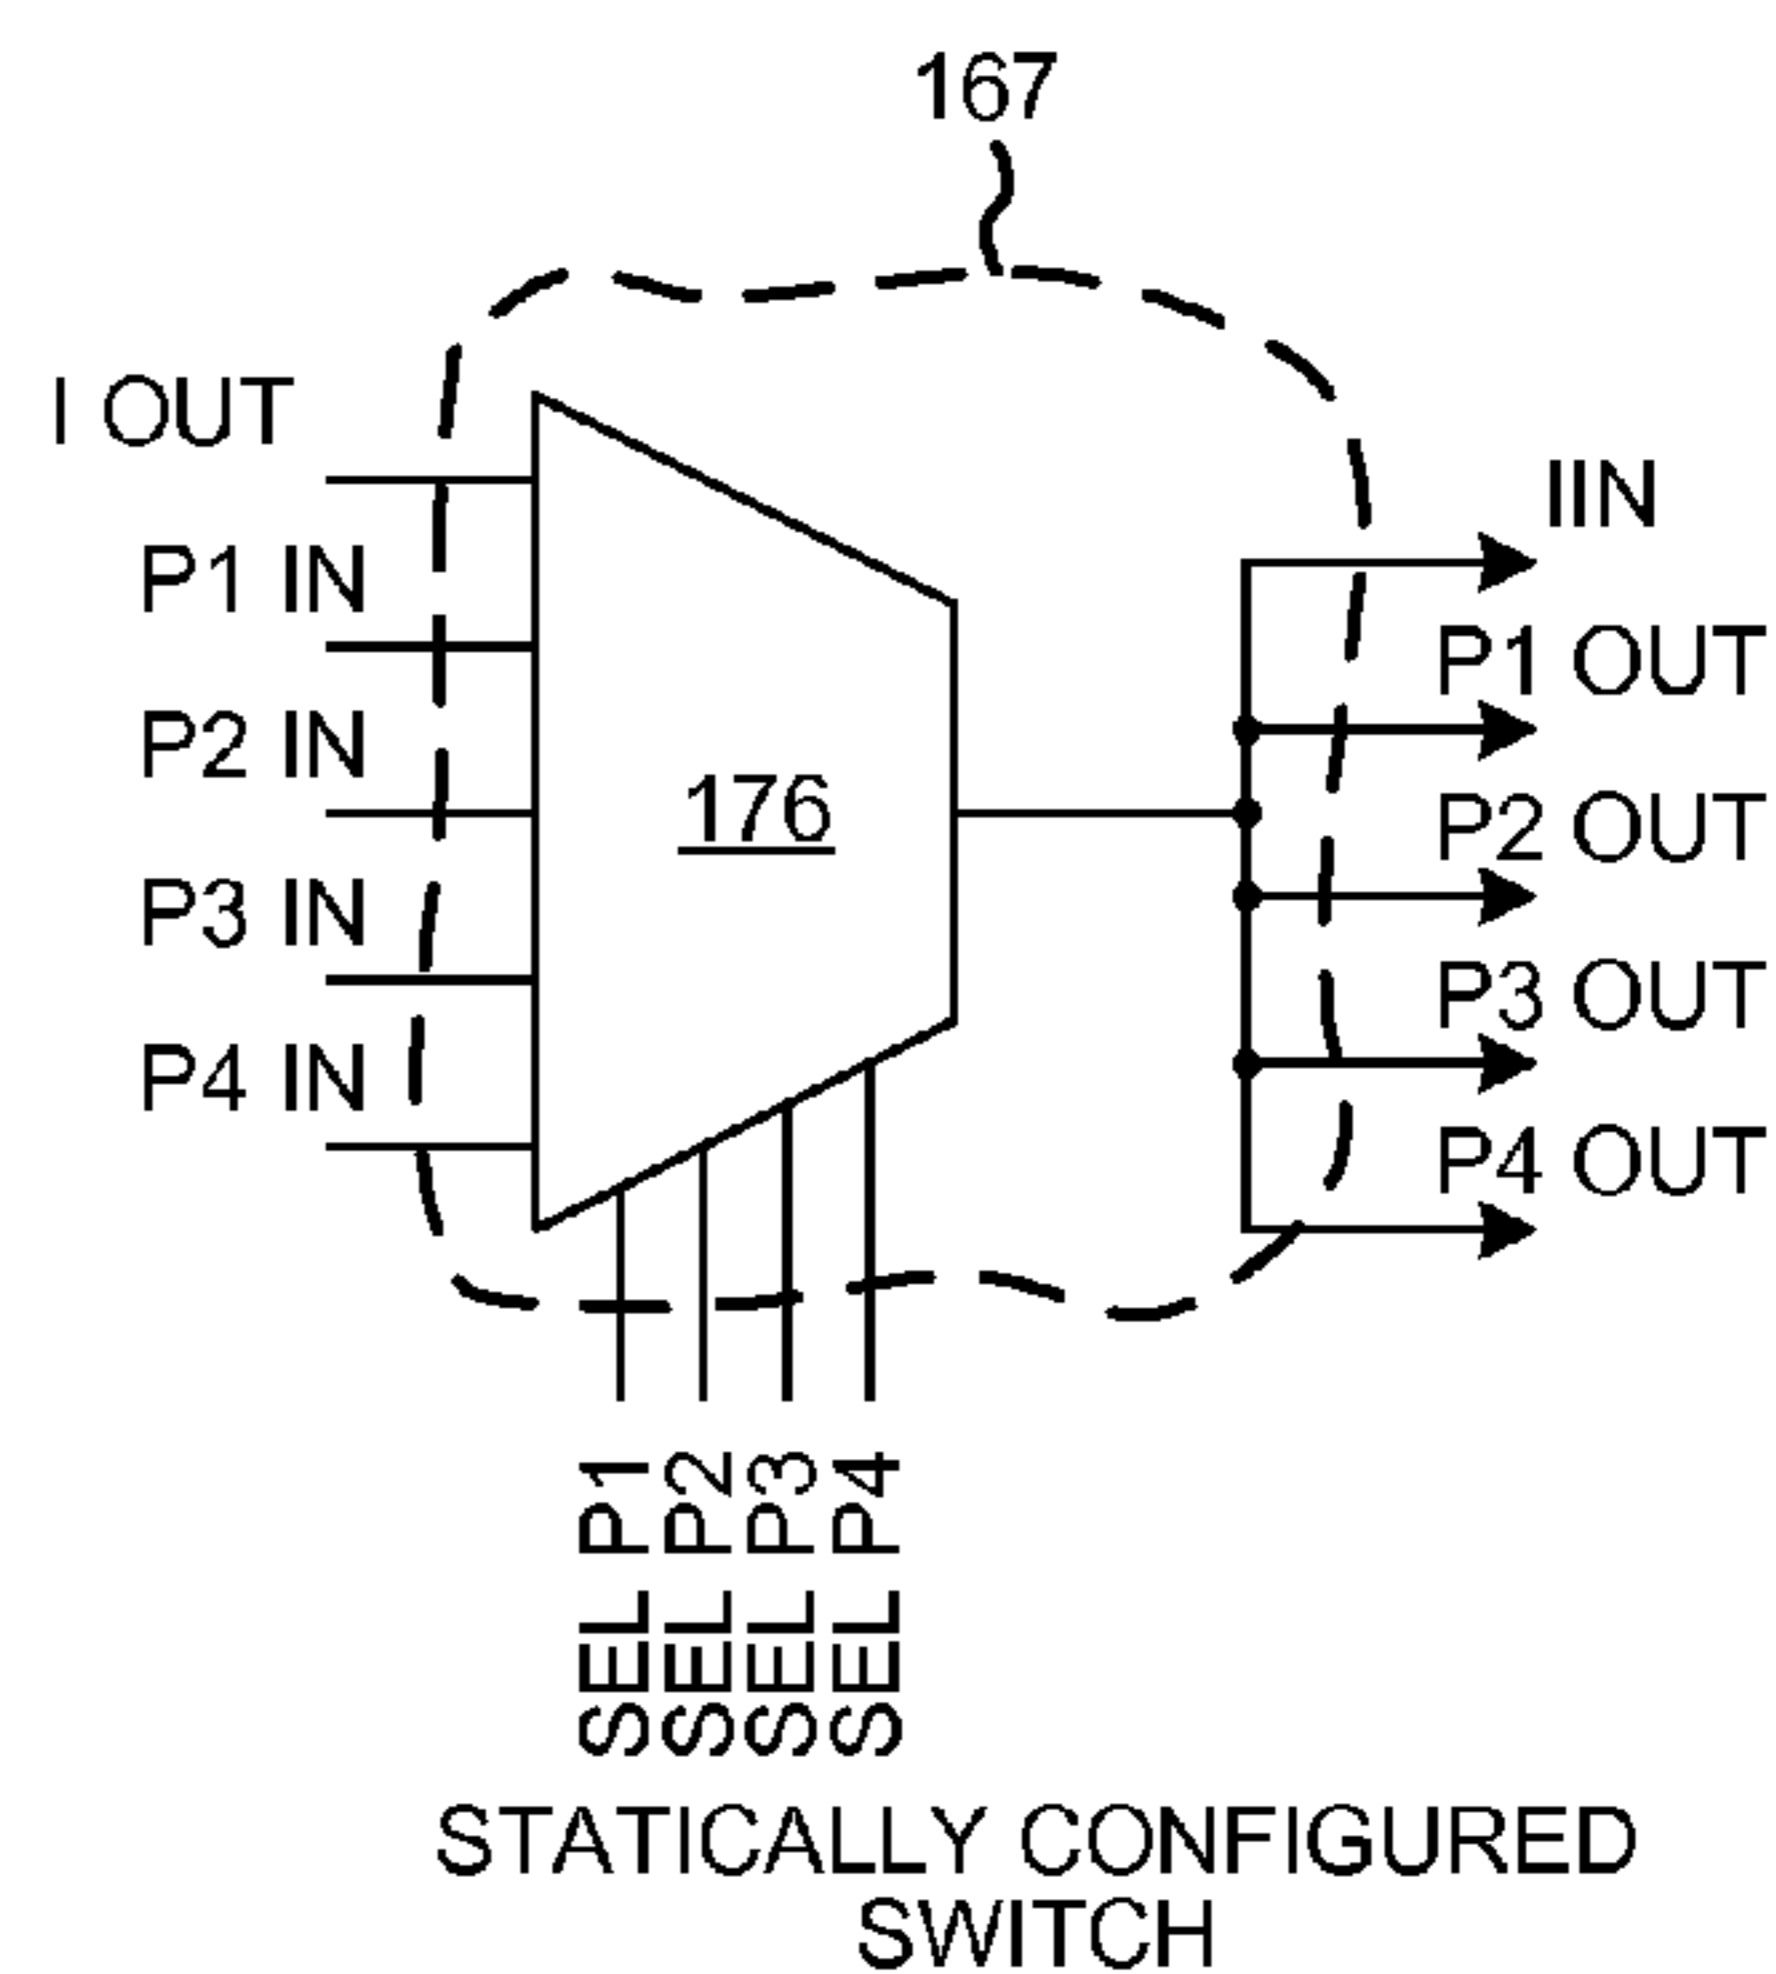 167
I OUT
P1 IN
P2 IN
P3 IN
P4 IN
176
IIN
P1 OUT
P2 OUT
P3 OUT
P4 OUT
SEL P1
SEL P2
SEL P3
SEL P4
STATICALLY CONFIGURED
SWITCH